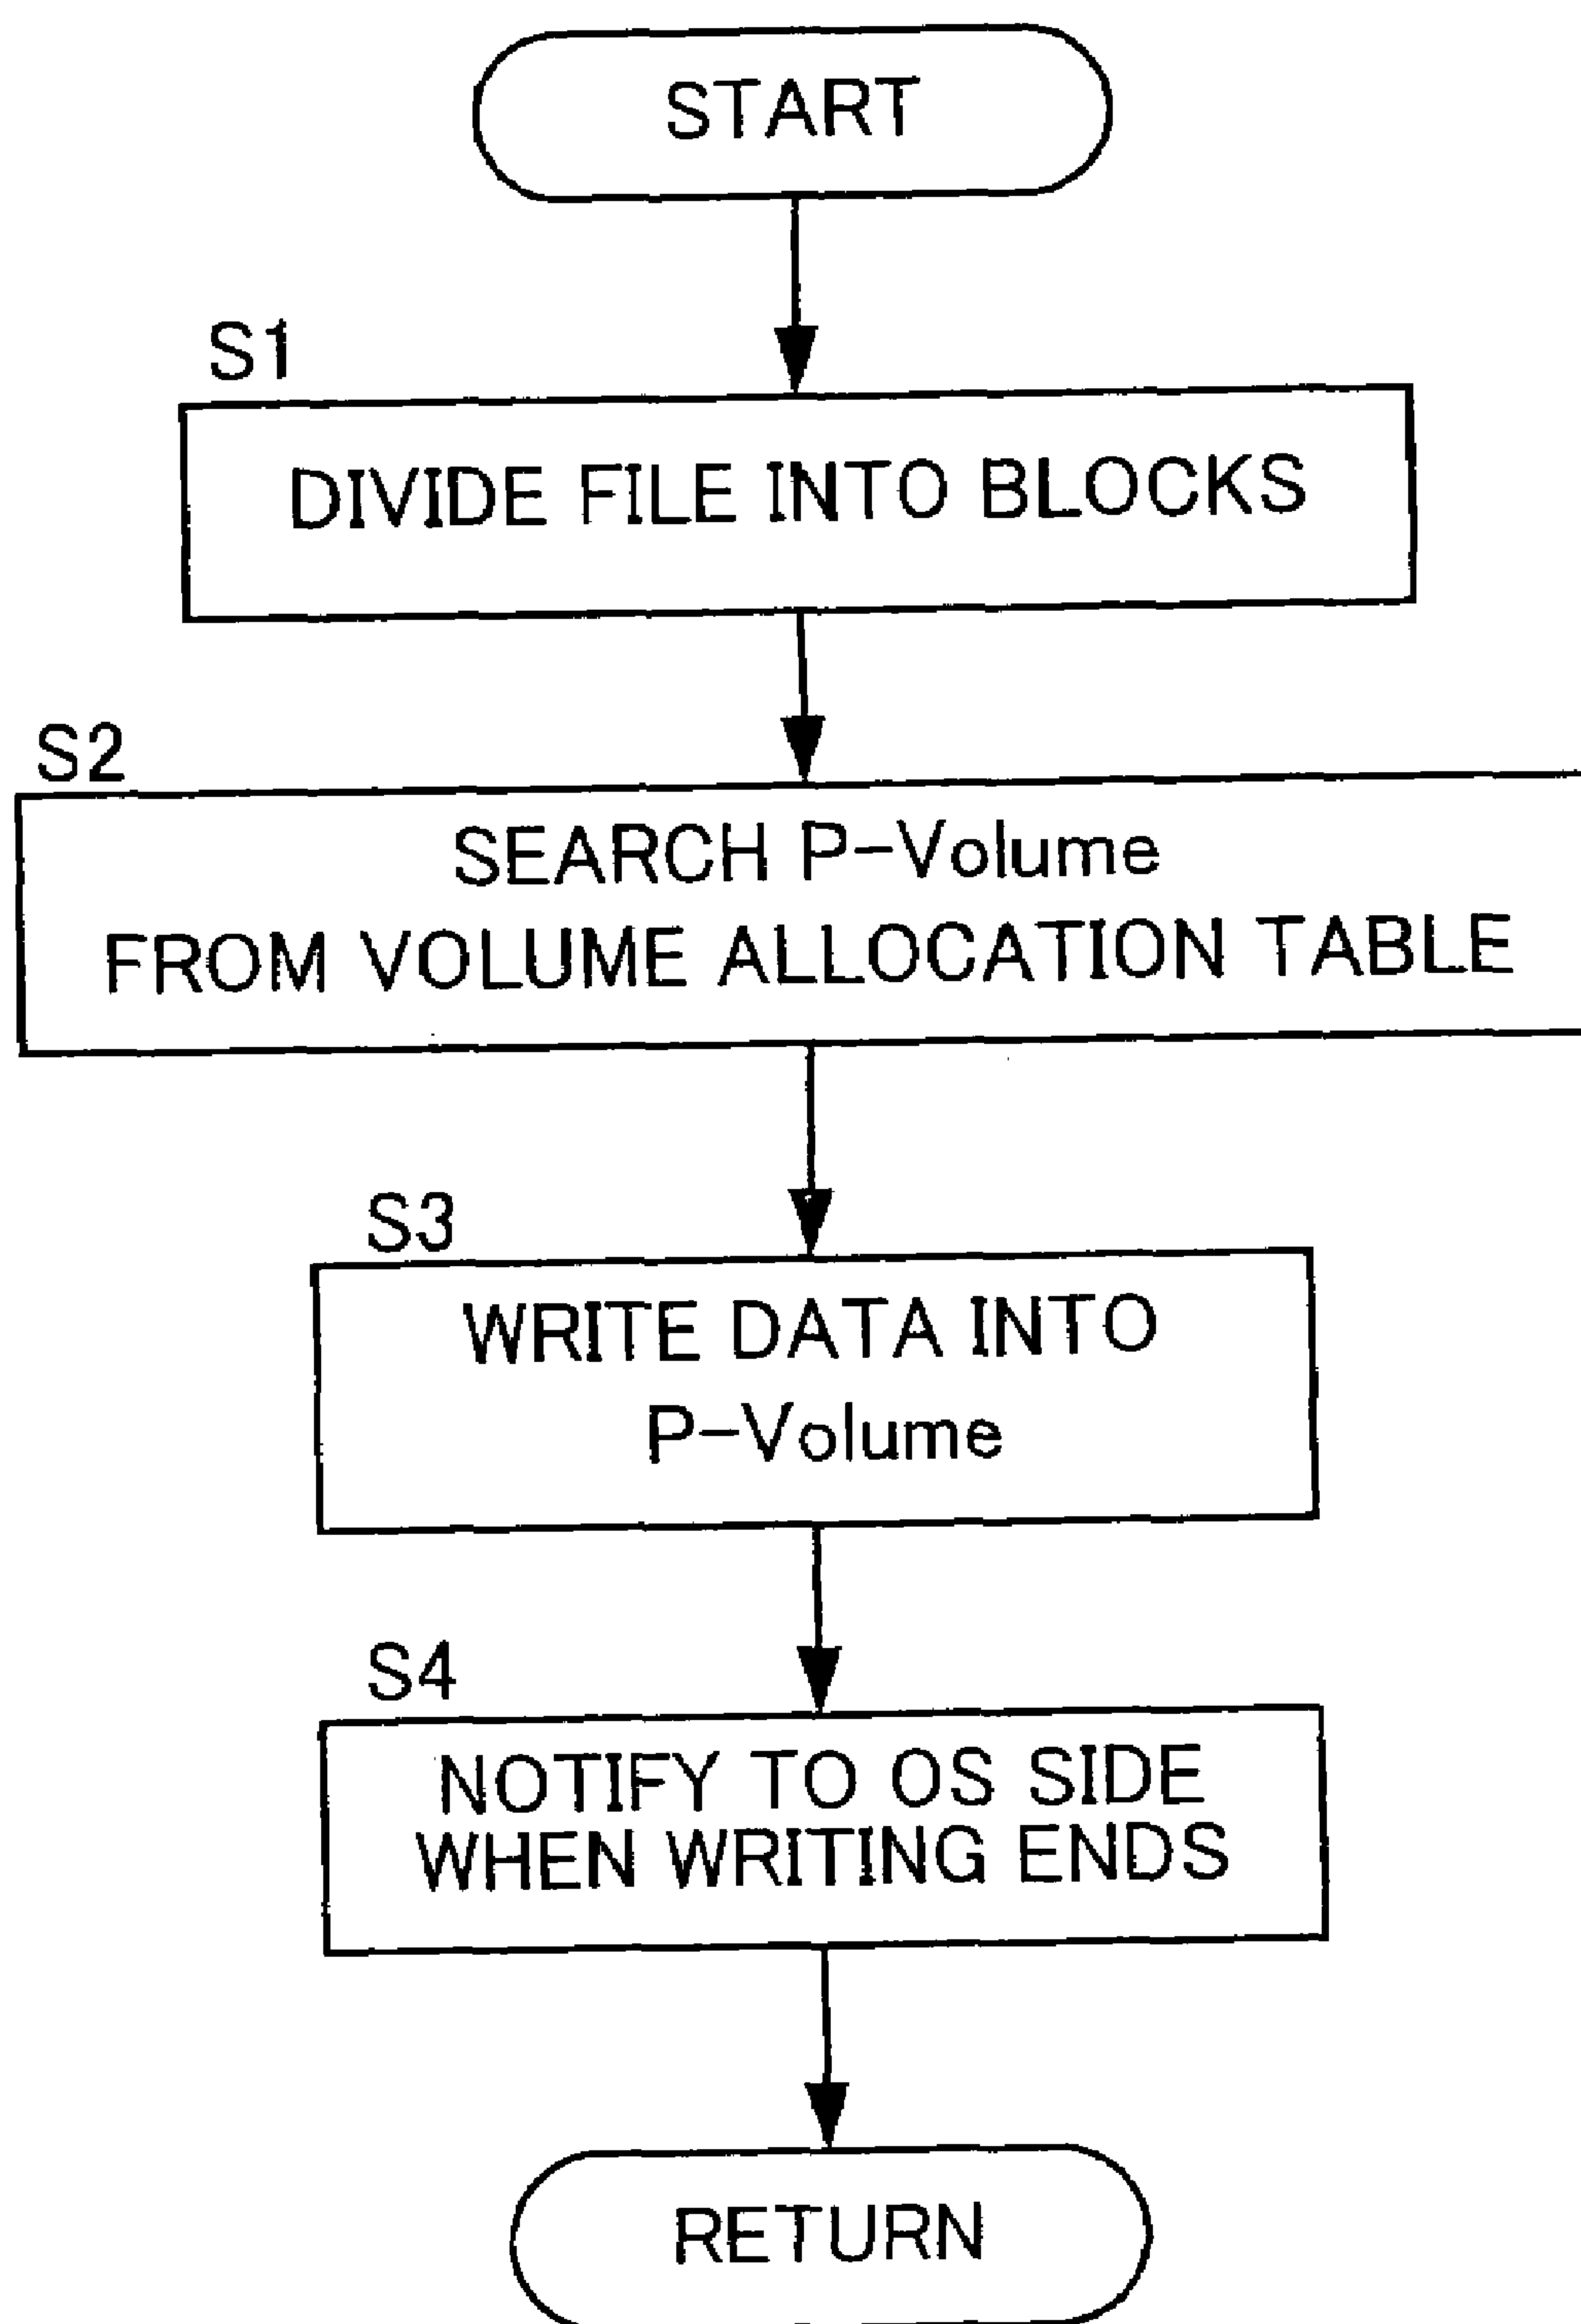 START
S1
DIVIDE FILE INTO BLOCKS
S2
SEARCH P-Volume
FROM VOLUME ALLOCATION TABLE
S3
WRITE DATA INTO
P-Volume
S4
NOTIFY TO OS SIDE
WHEN WRITING ENDS
RETURN